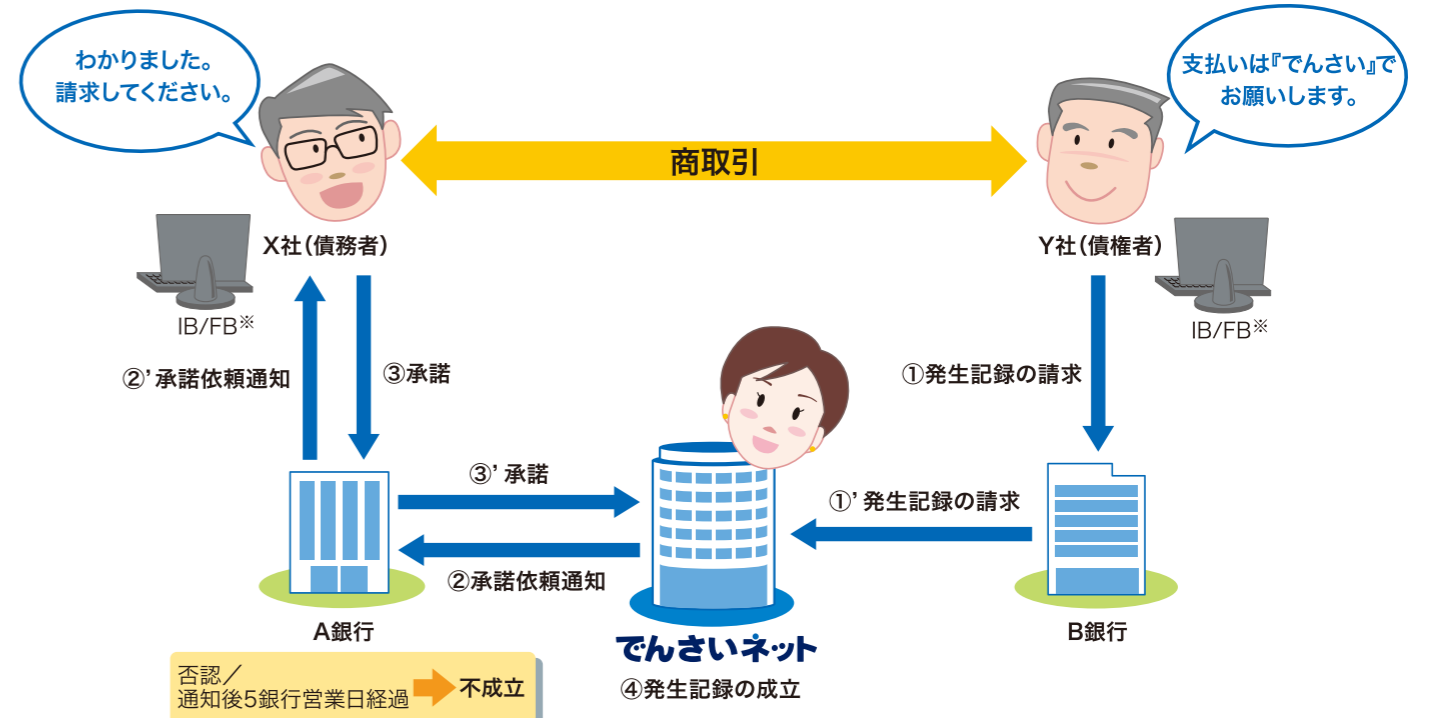 わかりました。
請求してください。
支払いは『でんさい』で
お願いします。
商取引
X社（債務者）
Y社（債権者）
IB/FB※
IB/FB※
②’承諾依頼通知
③承諾
①発生記録の請求
③’承諾
①’発生記録の請求
②承諾依頼通知
A銀行
でんさいネット
B銀行
④発生記録の成立
否認／
通知後5銀行営業日経過
不成立